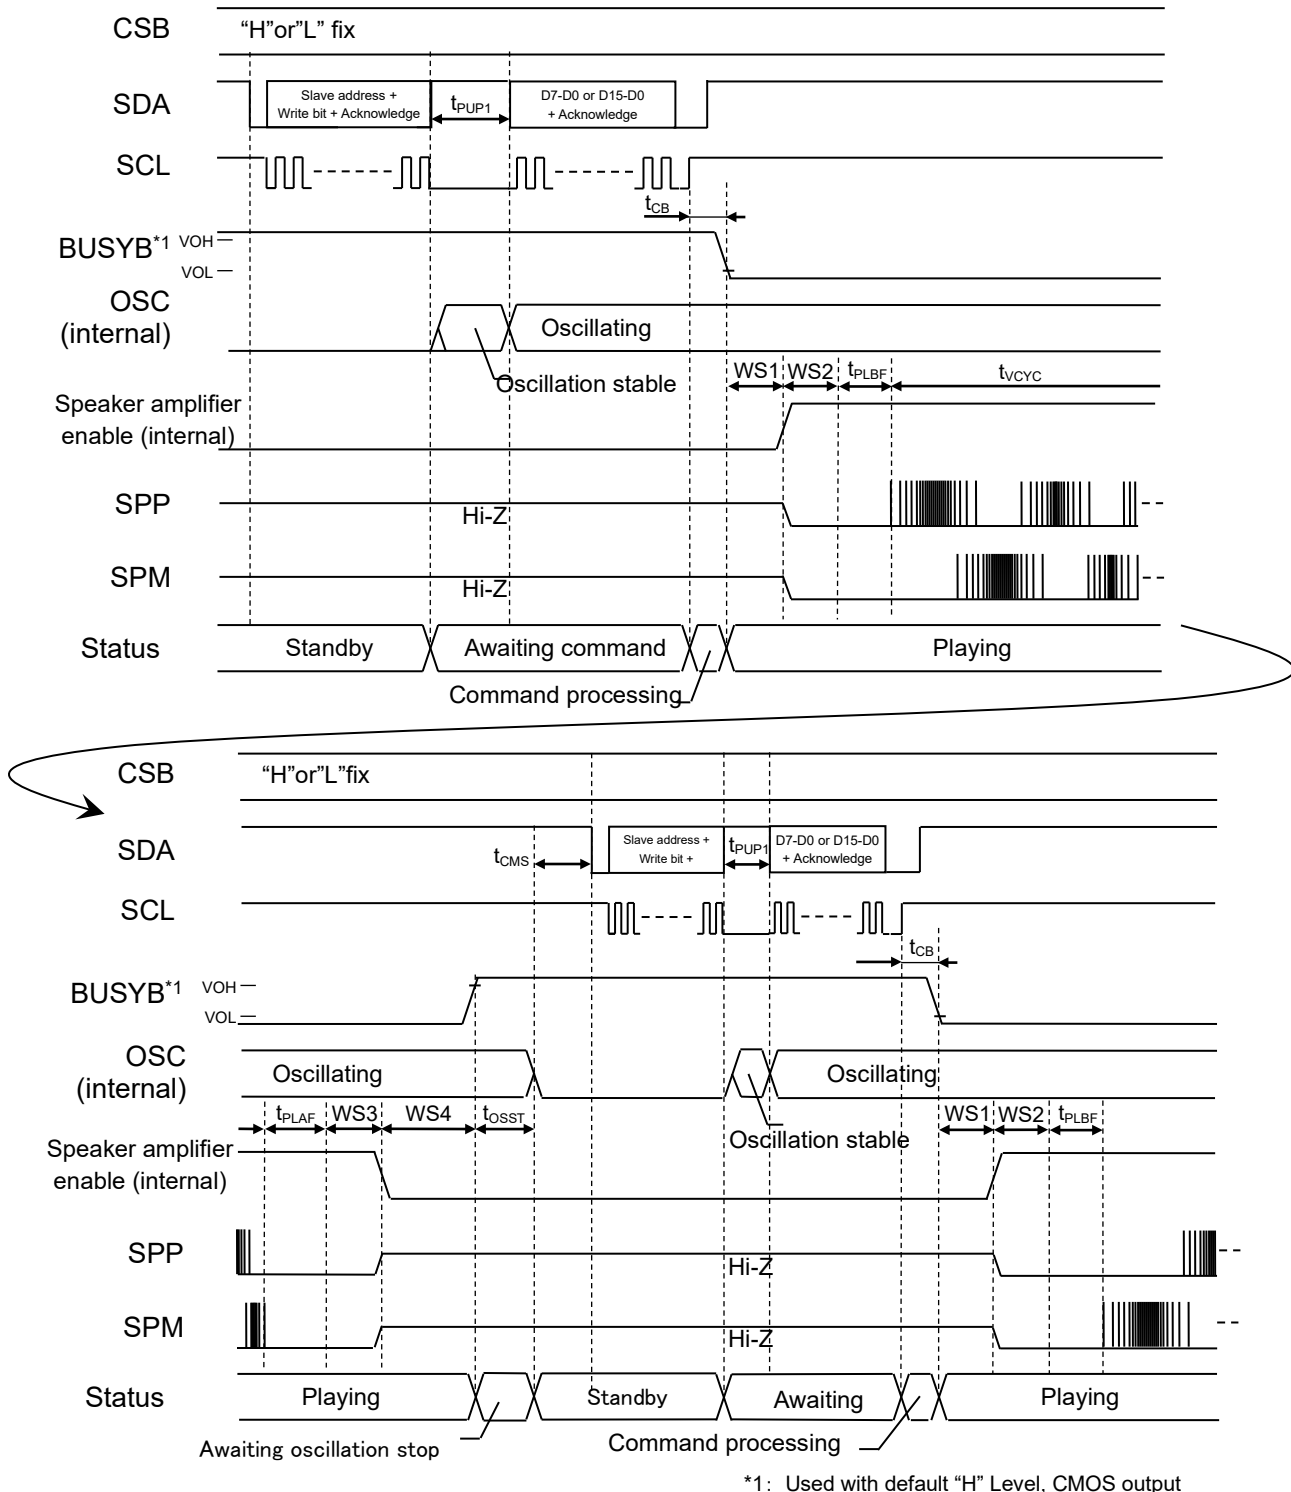 CSB
“H”or”L” fix
SDA
Slave address +
Write bit + Acknowledge
tPUP1
D7-D0 or D15-D0
+ Acknowledge
SCL
tCB
BUSYB*1
VOH
VOL
OSC
(internal)
Oscillating
Oscillation stable
WS1
WS2
tPLBF
tVCYC
Speaker amplifier
enable (internal)
SPP
Hi-Z
SPM
Hi-Z
Status
Standby
Awaiting command
Playing
Command processing
CSB
“H”or”L”fix
SDA
tCMS
Slave address +
Write bit +
tPUP1
D7-D0 or D15-D0
+ Acknowledge
SCL
tCB
BUSYB*1
VOH
VOL
OSC
(internal)
Oscillating
Oscillating
Oscillation stable
tPLAF
WS3
WS4
tOSST
WS1
WS2
tPLBF
Speaker amplifier
enable (internal)
SPP
Hi-Z
SPM
Hi-Z
Status
Playing
Standby
Awaiting
Playing
Awaiting oscillation stop
Command processing
*1: Used with default “H” Level, CMOS output